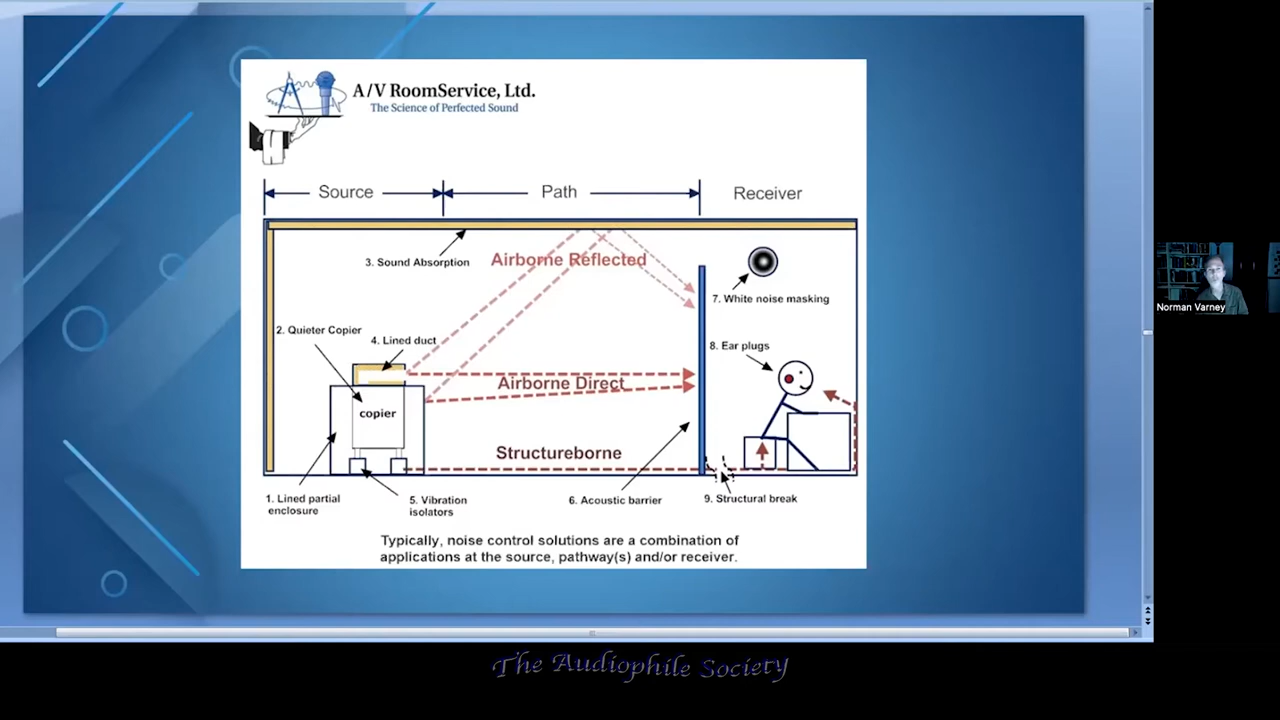 A/V RoomService, Ltd.
The Science of Perfected Sound
Source
Path
Receiver
3. Sound Absorption
Airborne Reflected
7. White noise masking
2. Quieter Copier
4. Lined duct
8. Ear plugs
Airborne Direct
copier
Structureborne
1. Lined partial
enclosure
5. Vibration
isolators
6. Acoustic barrier
9. Structural break
Typically, noise control solutions are a combination of
applications at the source, pathway(s) and/or receiver.
Norman Varney
The Audiophile Society